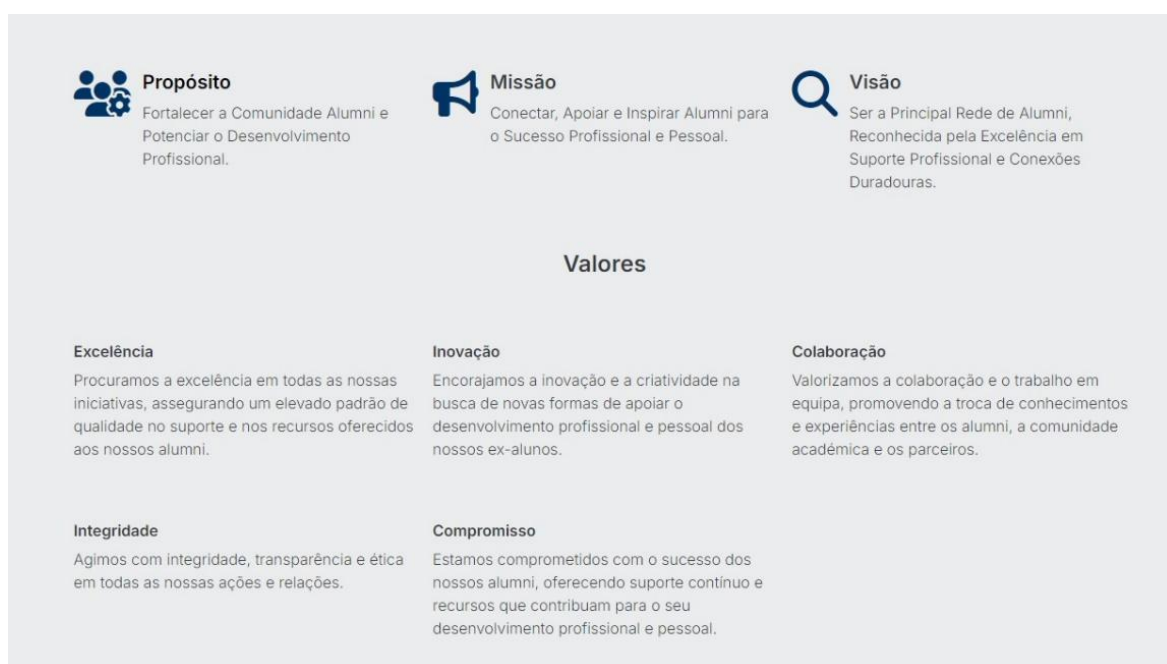 Propósito
Fortalecer a Comunidade Alumni e
Potenciar o Desenvolvimento
Profissional.
Missão
Conectar, Apoiar e Inspirar Alumni para
o Sucesso Profissional e Pessoal.
Visão
Ser a Principal Rede de Alumni,
Reconhecida pela Excelência em
Suporte Profissional e Conexões
Duradouras.
Valores
Excelência
Procuramos a excelência em todas as nossas
iniciativas, assegurando um elevado padrão de
qualidade no suporte e nos recursos oferecidos
aos nossos alumni.
Inovação
Encorajamos a inovação e a criatividade na
busca de novas formas de apoiar o
desenvolvimento profissional e pessoal dos
nossos ex-alunos.
Colaboração
Valorizamos a colaboração e o trabalho em
equipa, promovendo a troca de conhecimentos
e experiências entre os alumni, a comunidade
académica e os parceiros.
Integridade
Agimos com integridade, transparência e ética
em todas as nossas ações e relações.
Compromisso
Estamos comprometidos com o sucesso dos
nossos alumni, oferecendo suporte contínuo e
recursos que contribuam para o seu
desenvolvimento profissional e pessoal.